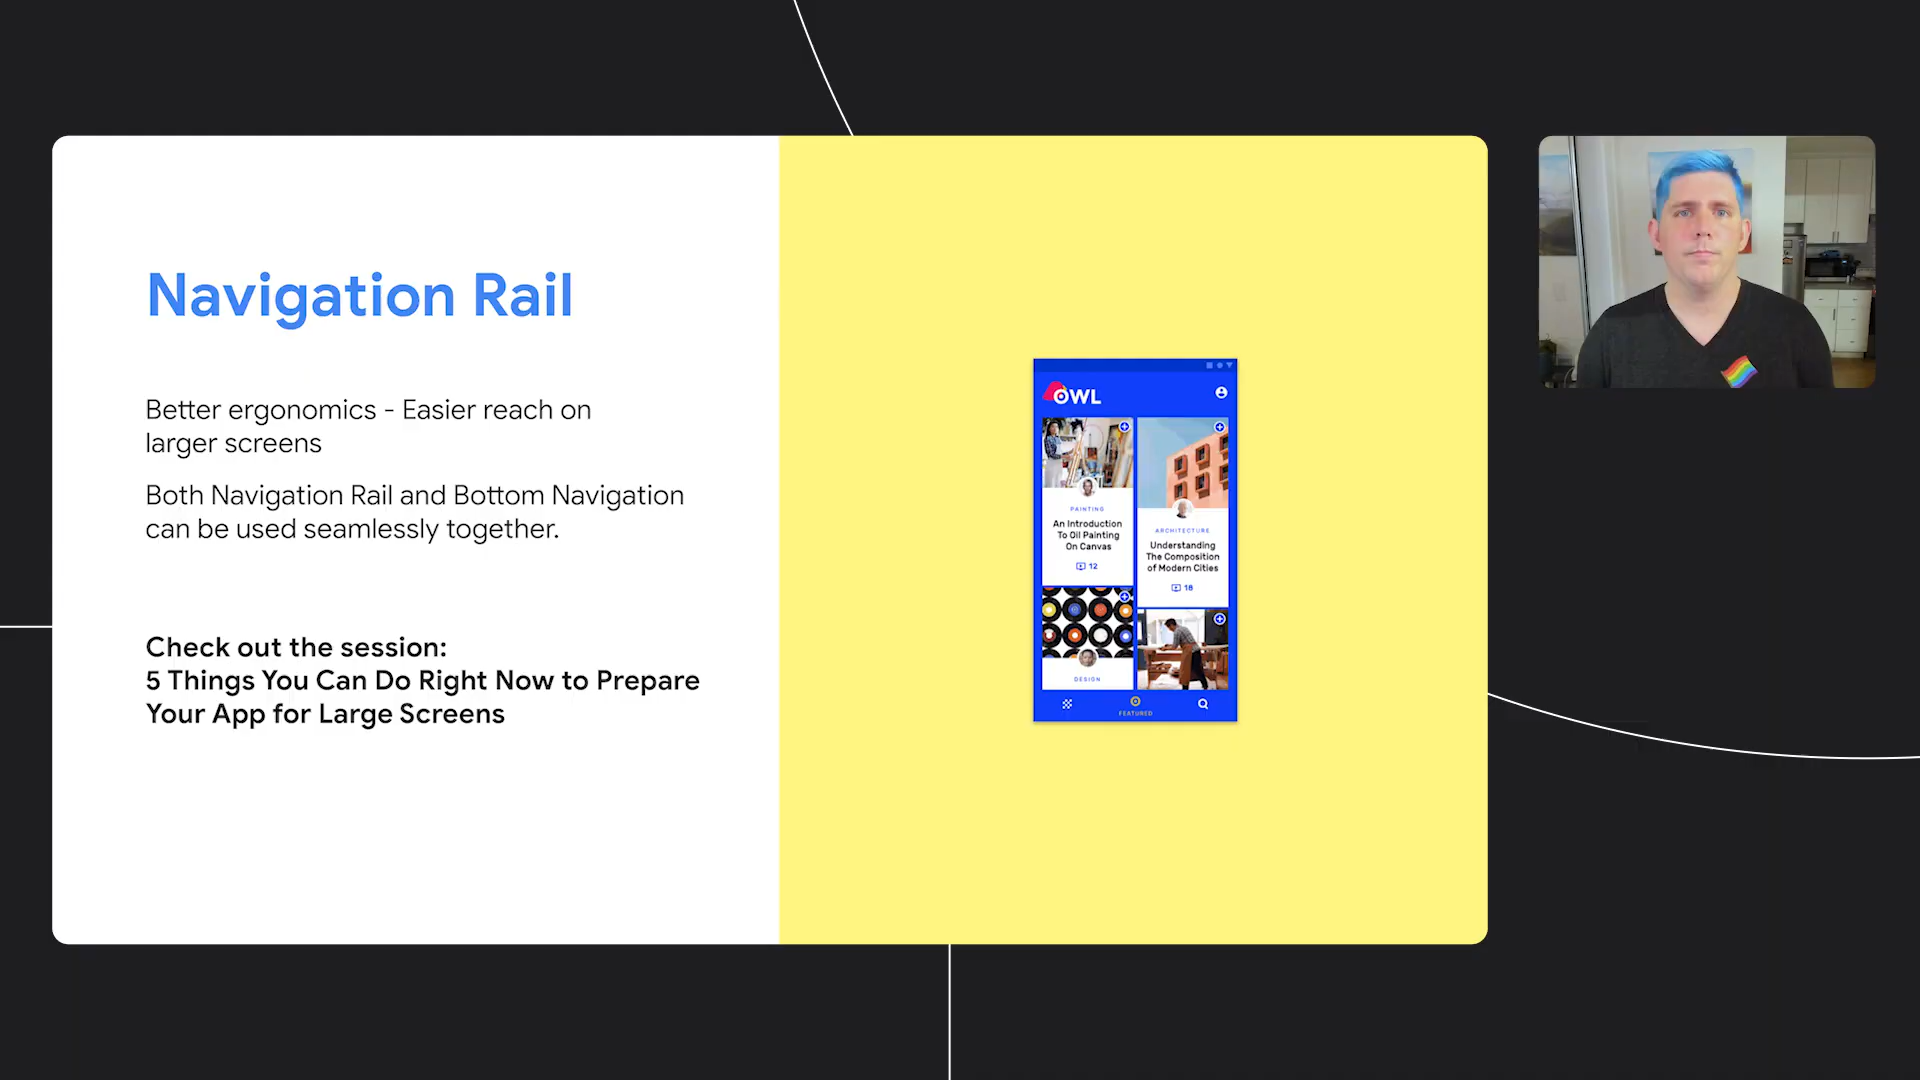 Navigation Rail
Better ergonomics - Easier reach on
larger screens
Both Navigation Rail and Bottom Navigation
can be used seamlessly together.
Check out the session:
5 Things You Can Do Right Now to Prepare
Your App for Large Screens
OWL
PAINTING
An Introduction
To Oil Painting
On Canvas
12
ARCHITECTURE
Understanding
The Composition
of Modern Cities
18
DESIGN
FEATURED